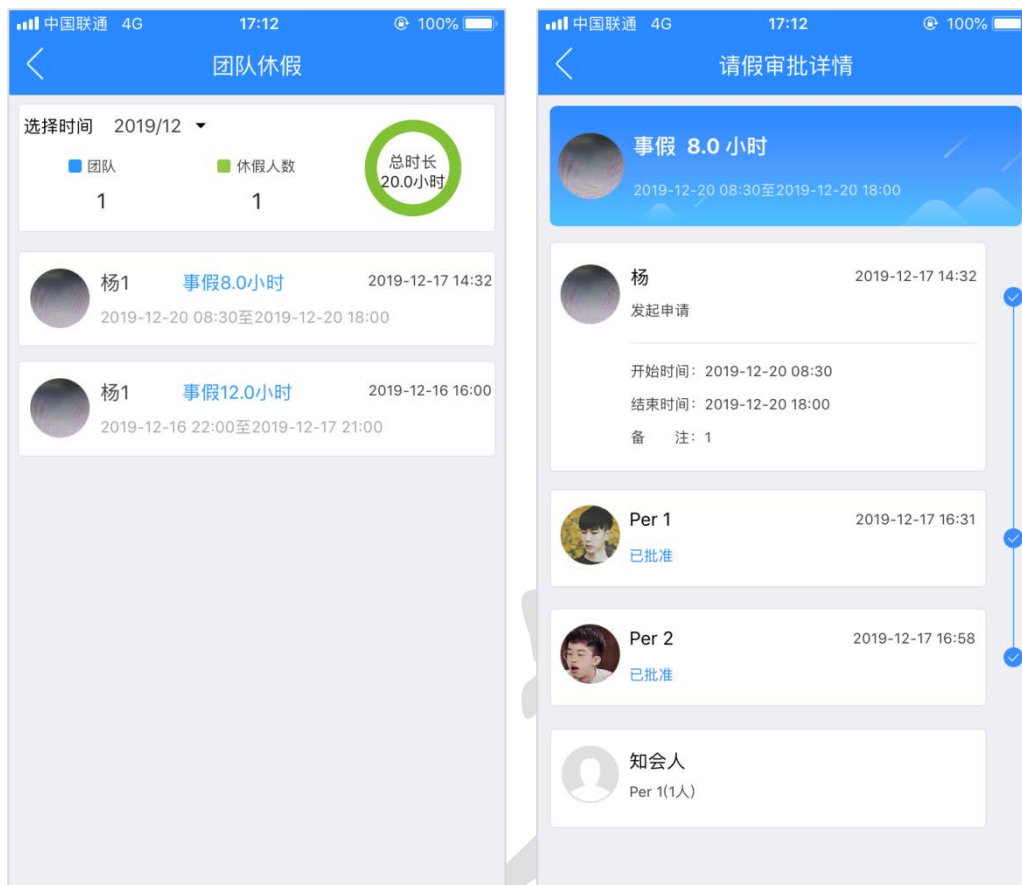 中国联通 4G 17:12 100%
团队休假
选择时间 2019/12
团队 休假人数
1 1
总时长
20.0小时
杨1 事假8.0小时 2019-12-17 14:32
2019-12-20 08:30至2019-12-20 18:00
杨1 事假12.0小时 2019-12-16 16:00
2019-12-16 22:00至2019-12-17 21:00
中国联通 4G 17:12 100%
请假审批详情
事假 8.0 小时
2019-12-20 08:30至2019-12-20 18:00
杨 2019-12-17 14:32
发起申请
开始时间：2019-12-20 08:30
结束时间：2019-12-20 18:00
备 注：1
Per 1 2019-12-17 16:31
已批准
Per 2 2019-12-17 16:58
已批准
知会人
Per 1(1人)